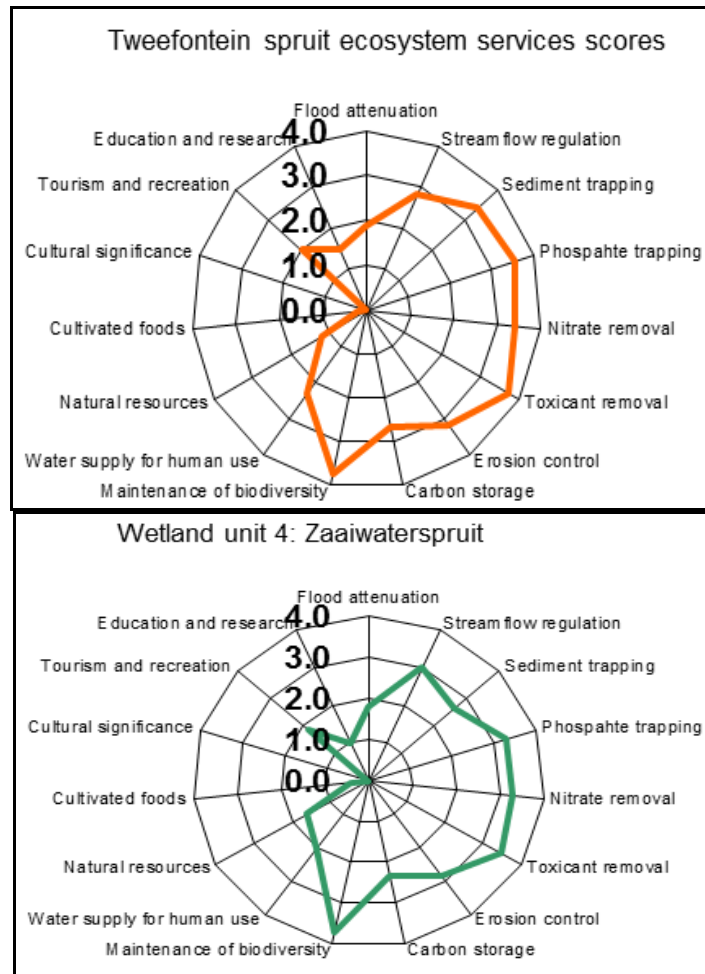 Tweefontein spruit ecosystem services scores
Flood attenuation
4.0
Education and research
Streamflow regulation
3.0
Tourism and recreation
Sediment trapping
2.0
Cultural significance
Phospahte trapping
1.0
Cultivated foods
0.0
Nitrate removal
Natural resources
Toxicant removal
Water supply for human use
Erosion control
Maintenance of biodiversity
Carbon storage
Wetland unit 4: Zaaiwaterspruit
Flood attenuation
4.0
Education and research
Streamflow regulation
3.0
Tourism and recreation
Sediment trapping
2.0
Cultural significance
Phospahte trapping
1.0
Cultivated foods
0.0
Nitrate removal
Natural resources
Toxicant removal
Water supply for human use
Erosion control
Maintenance of biodiversity
Carbon storage